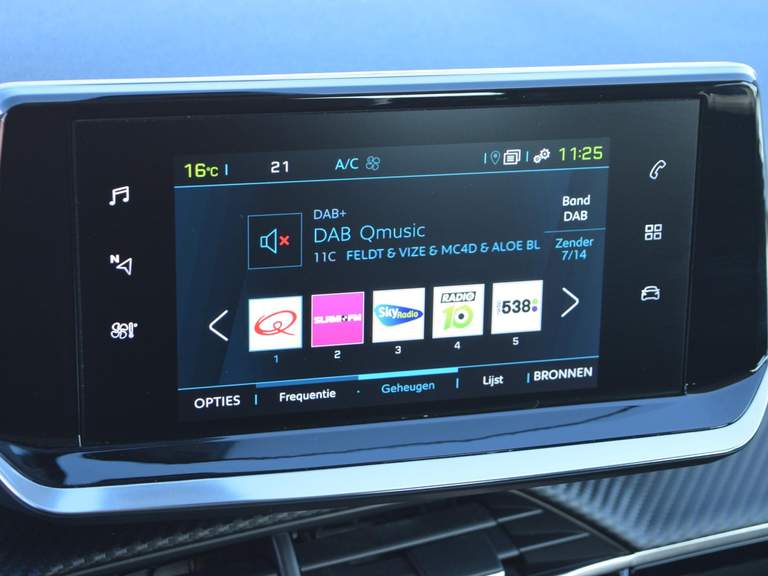 16°C 21 A/C 11:25
DAB+
DAB Qmusic
11C FELDT & VIZE & MC4D & ALOE BL
Band
DAB
Zender
7/14
N
Q
SLAM!FM
Sky Radio
RADIO
10
538
1 2 3 4 5
OPTIES Frequentie Geheugen Lijst BRONNEN